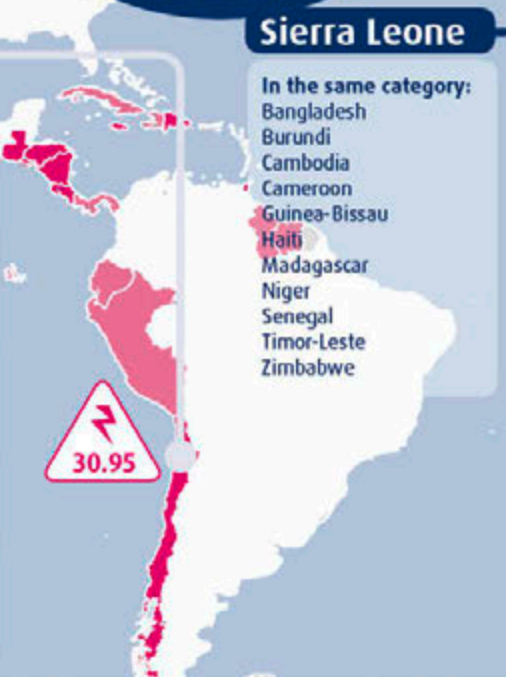 Sierra Leone
In the same category:
Bangladesh
Burundi
Cambodia
Cameroon
Guinea-Bissau
Haiti
Madagascar
Niger
Senegal
Timor-Leste
Zimbabwe
30.95